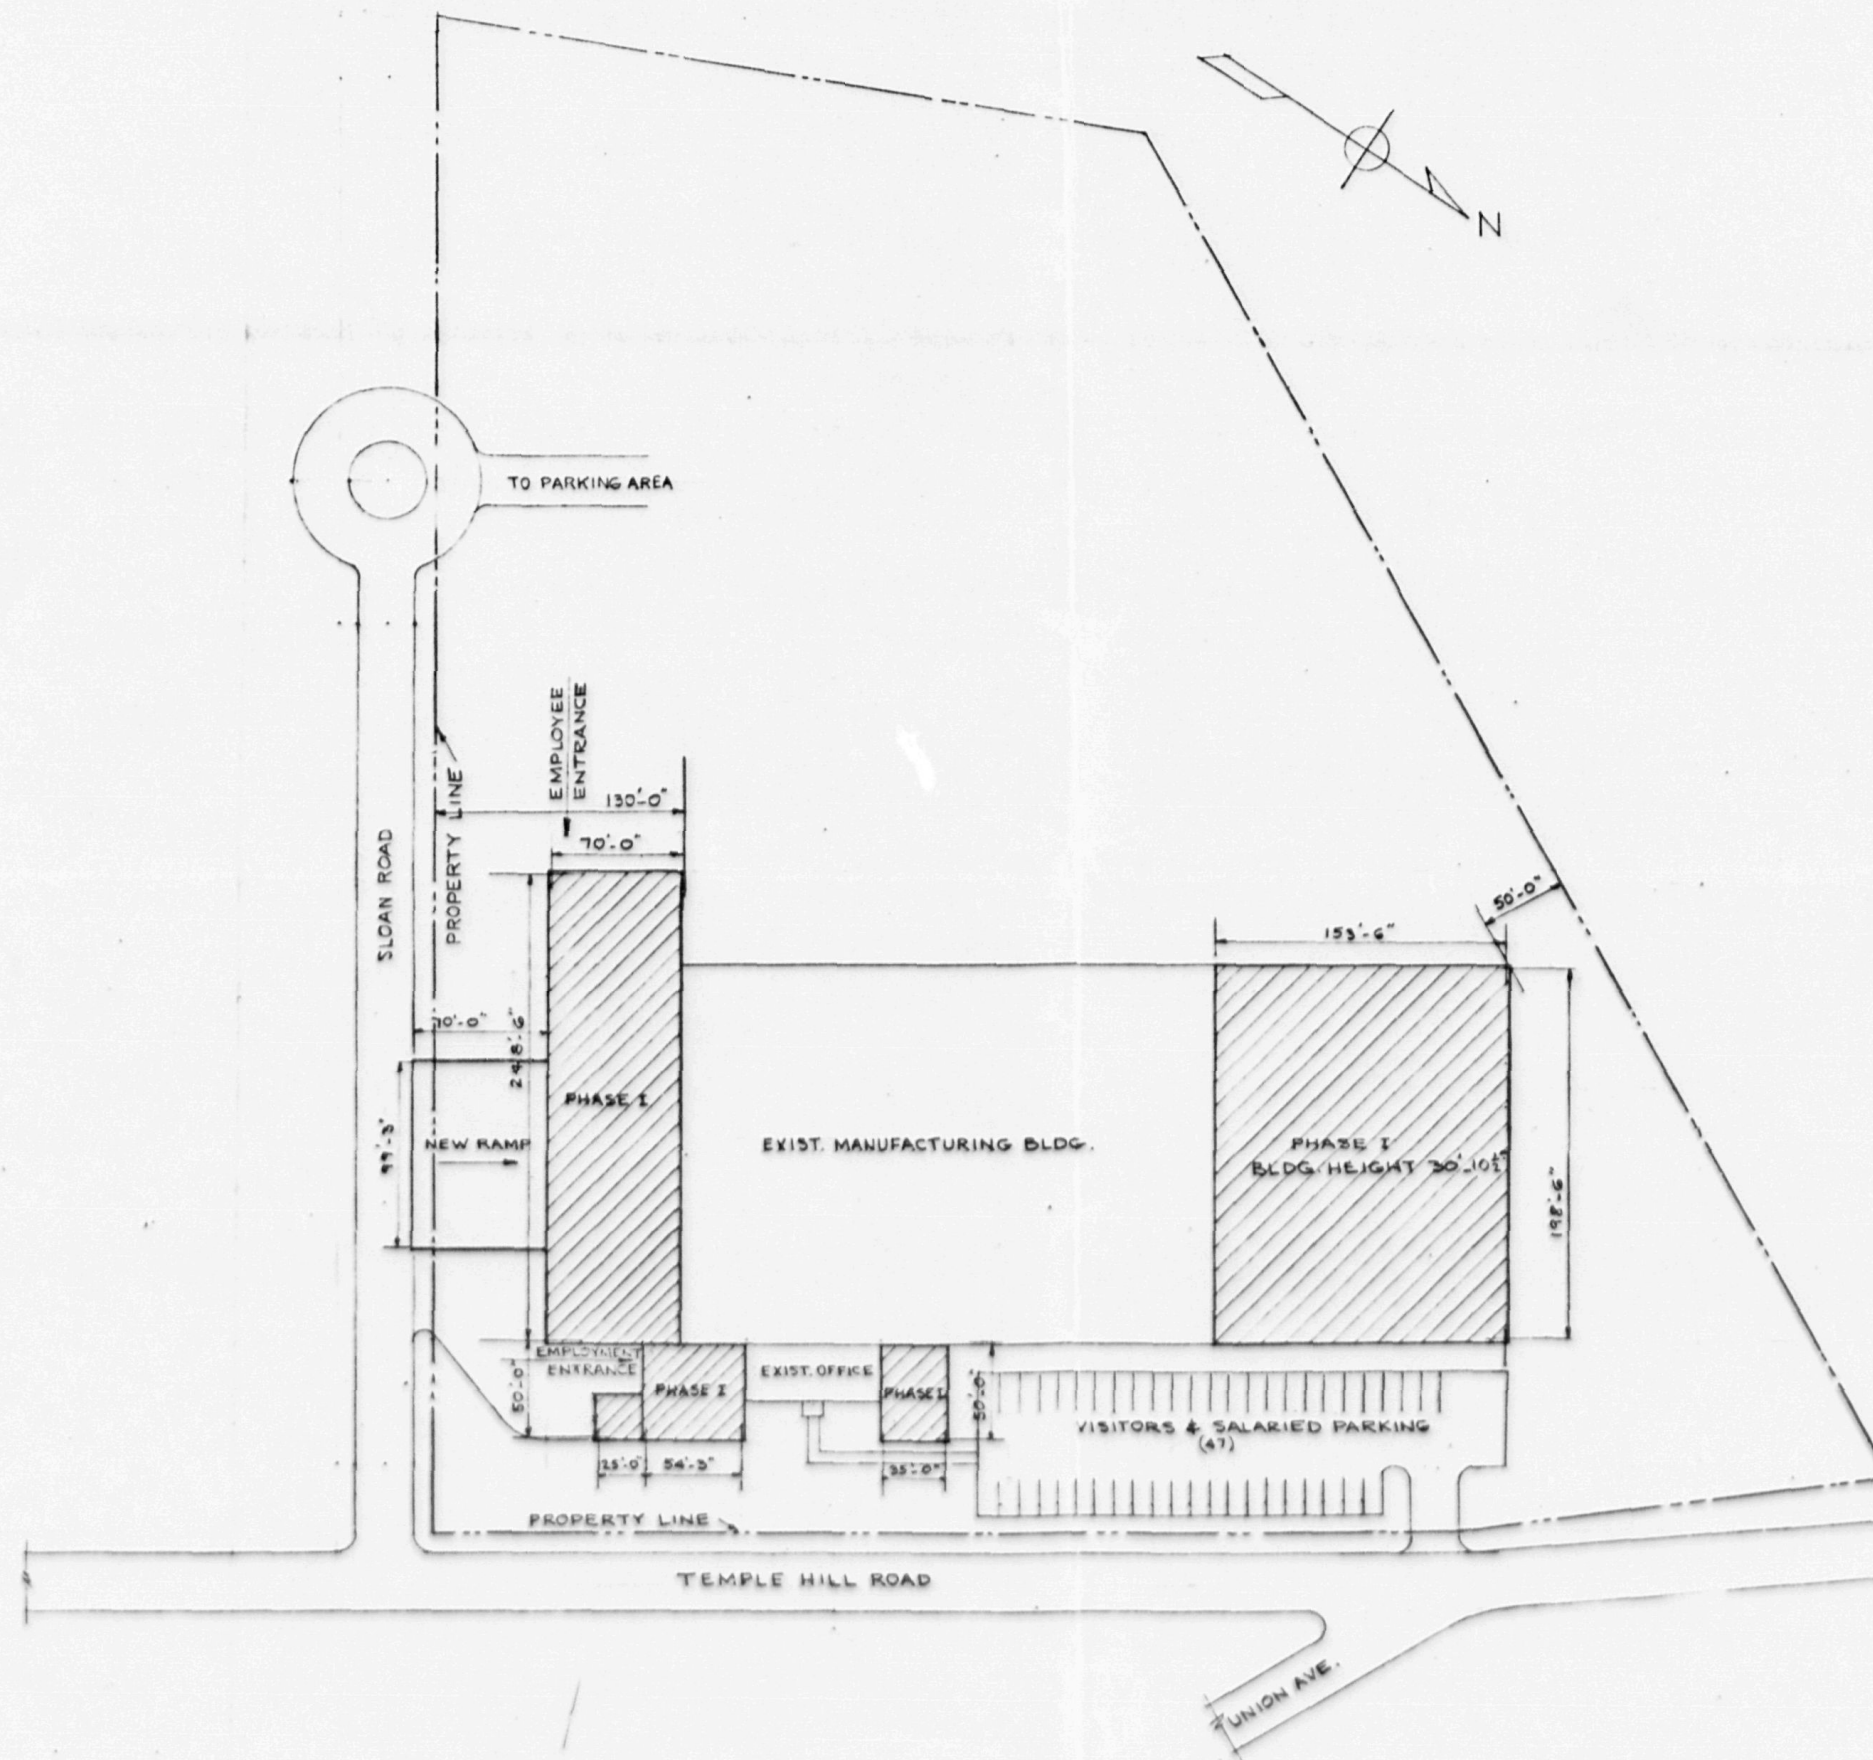 N
TO PARKING AREA
EMPLOYEE
ENTRANCE
130'-0"
70'-0"
PROPERTY LINE
SLOAN ROAD
50'-0"
153'-6"
70'-0"
248'-6"
PHASE I
99'-3"
NEW RAMP
EXIST. MANUFACTURING BLDG.
PHASE I
BLDG. HEIGHT 30'-10½"
198'-6"
EMPLOYMENT
ENTRANCE
50'-0"
PHASE I
EXIST. OFFICE
PHASE I
50'-0"
VISITORS & SALARIED PARKING
(47)
25'-0"
54'-3"
35'-0"
PROPERTY LINE
TEMPLE HILL ROAD
UNION AVE.